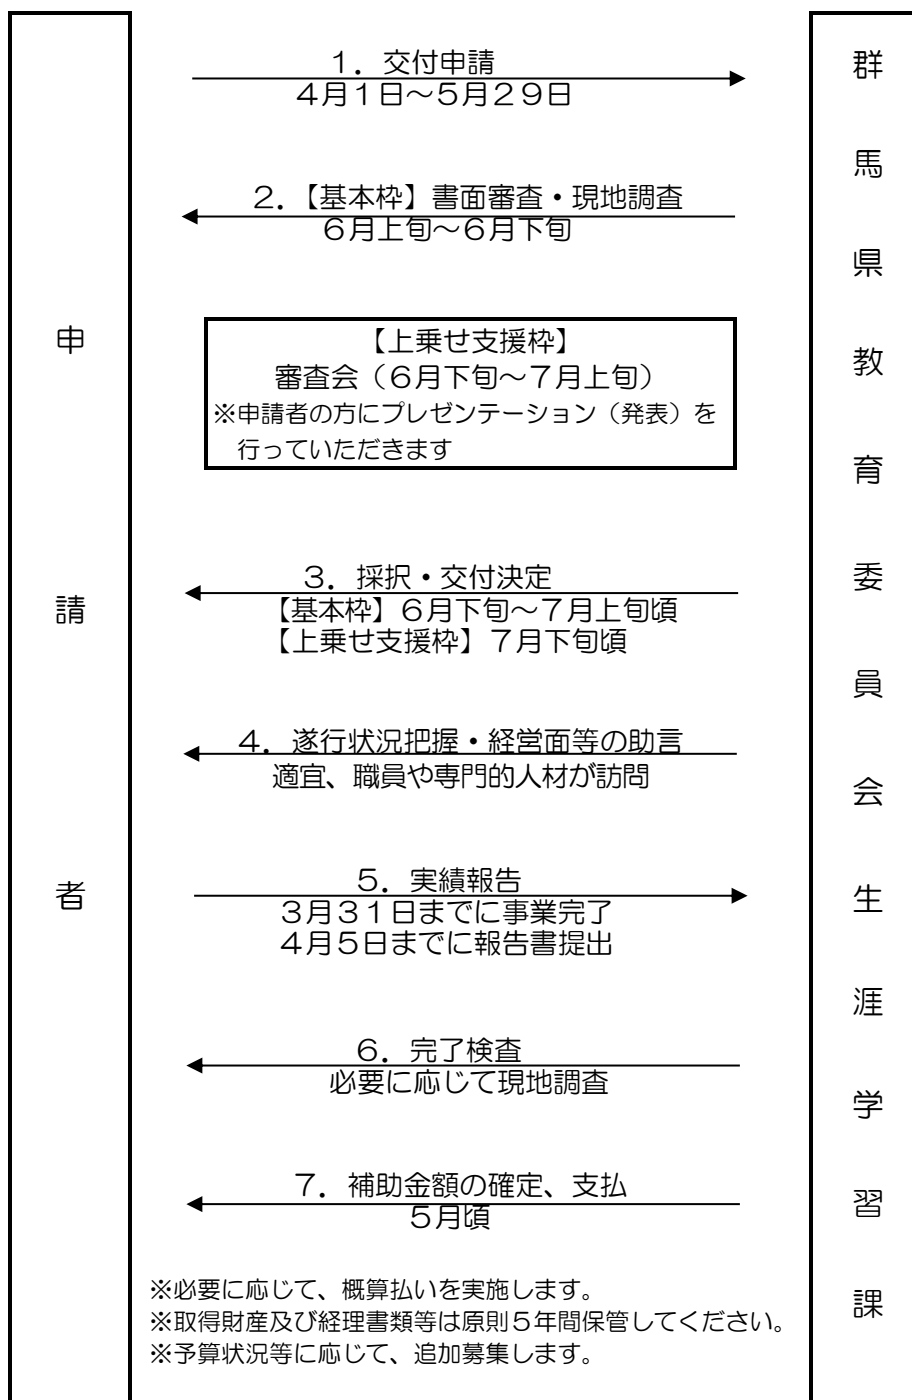 申請者
１．交付申請
４月１日～５月２９日
２．【基本枠】書面審査・現地調査
６月上旬～６月下旬
【上乗せ支援枠】
審査会（６月下旬～７月上旬）
※申請者の方にプレゼンテーション（発表）を
行っていただきます
３．採択・交付決定
【基本枠】６月下旬～７月上旬頃
【上乗せ支援枠】７月下旬頃
４．遂行状況把握・経営面等の助言
適宜、職員や専門的人材が訪問
５．実績報告
３月３１日までに事業完了
４月５日までに報告書提出
６．完了検査
必要に応じて現地調査
７．補助金額の確定、支払
５月頃
※必要に応じて、概算払いを実施します。
※取得財産及び経理書類等は原則５年間保管してください。
※予算状況等に応じて、追加募集します。
群馬県教育委員会生涯学習課